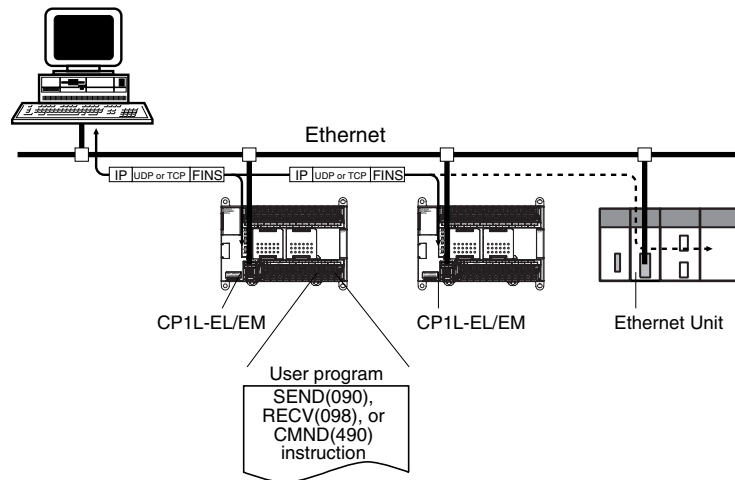 Ethernet
IP UDP or TCP FINS
IP UDP or TCP FINS
CP1L-EL/EM
CP1L-EL/EM
Ethernet Unit
User program
SEND(090),
RECV(098), or
CMND(490)
instruction